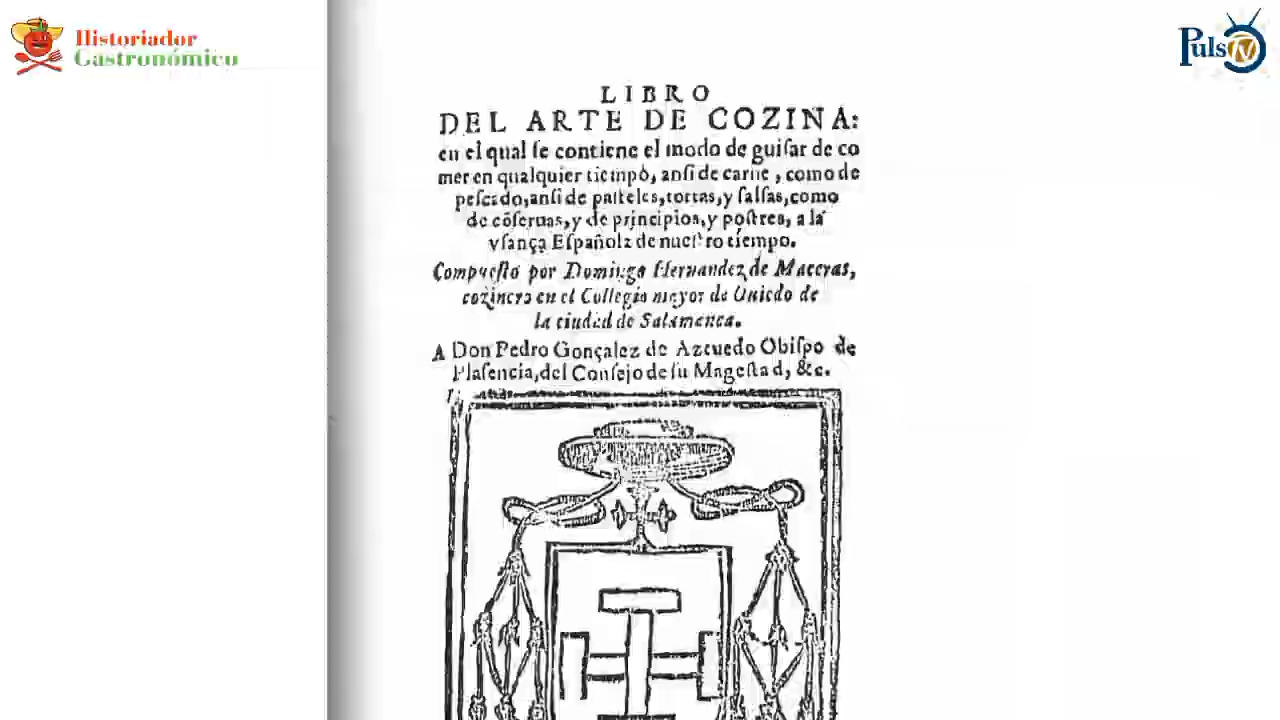 Historiador
Gastronómico
Puls TV
LIBRO
DEL ARTE DE COZINA:
en el qual ſe contiene el modo de guiſar de co
mer en qualquier tiempo, anſi de carne, como de
peſcado, anſi de paſteles, tortas, y ſalſas, como
de cõſeruas, y de principios, y poſtres, a la
vſança Eſpañola de nueſtro tiempo.
Compueſto por Domingo Hernandez de Maceras,
cozinero en el Collegio mayor de Ouiedo de
la ciudad de Salamanca.
A Don Pedro Gonçalez de Azeuedo Obiſpo de
Plaſencia, del Conſejo de ſu Mageſtad, &c.